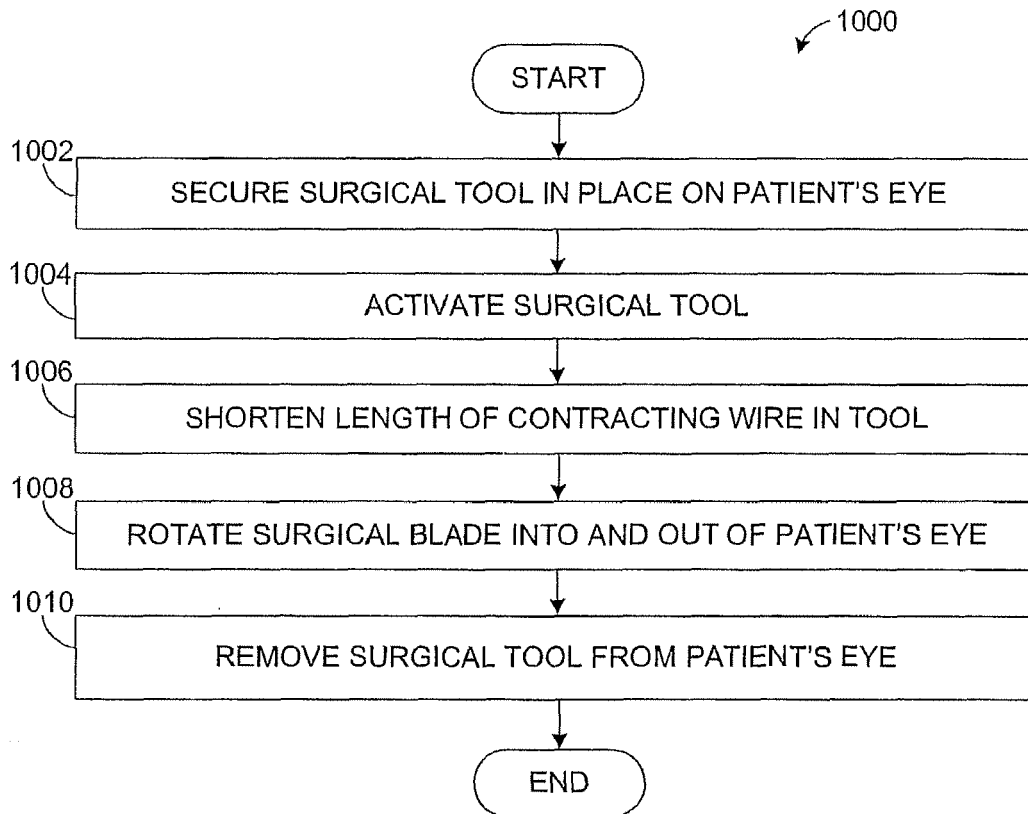 1000
START
1002
SECURE SURGICAL TOOL IN PLACE ON PATIENT'S EYE
1004
ACTIVATE SURGICAL TOOL
1006
SHORTEN LENGTH OF CONTRACTING WIRE IN TOOL
1008
ROTATE SURGICAL BLADE INTO AND OUT OF PATIENT'S EYE
1010
REMOVE SURGICAL TOOL FROM PATIENT'S EYE
END